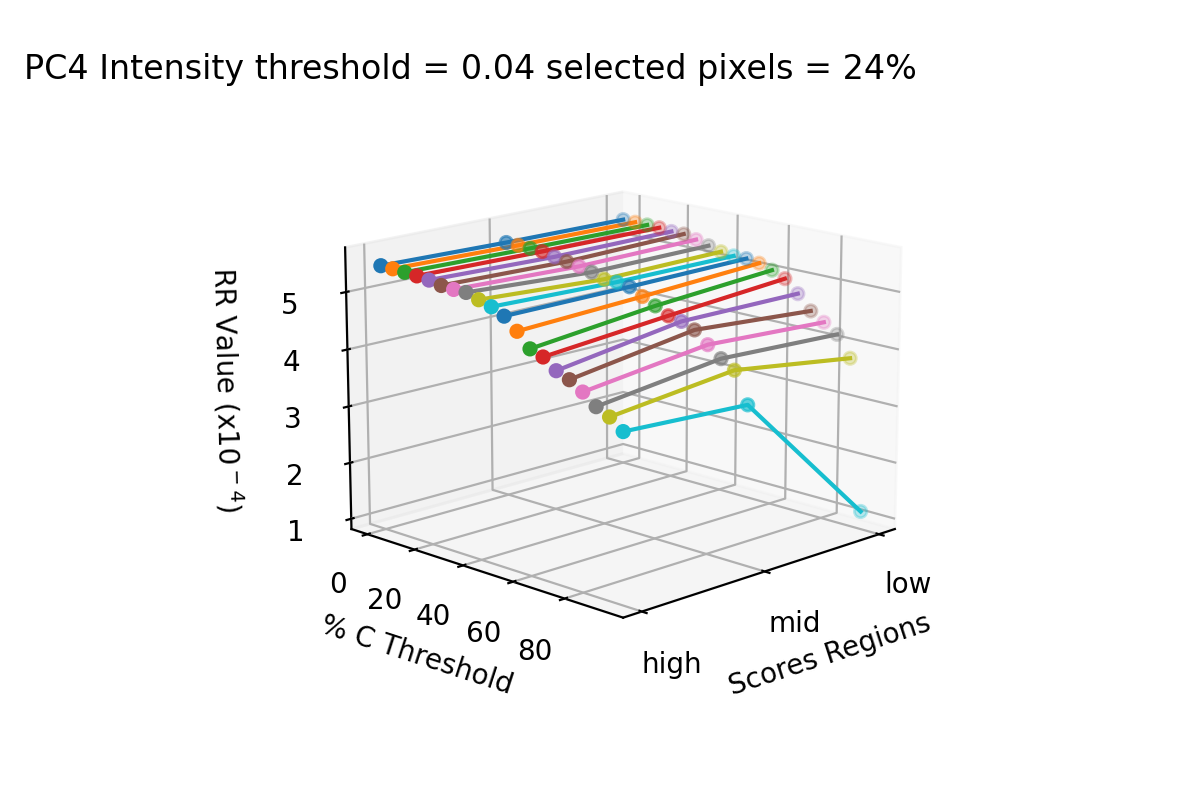 PC4 Intensity threshold = 0.04 selected pixels = 24%
RR Value (x10⁻⁴)
5
4
3
2
1
0
20
40
60
80
% C Threshold
high
mid
low
Scores Regions